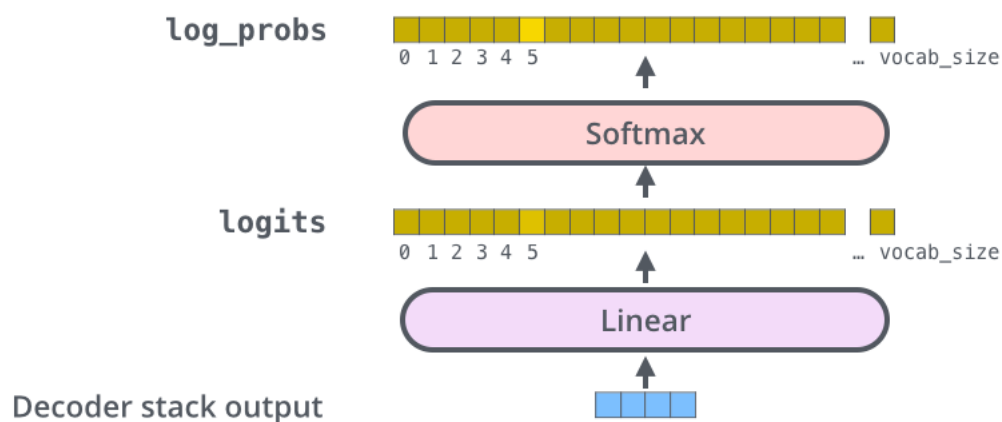 log_probs
0 1 2 3 4 5 … vocab_size
Softmax
logits
0 1 2 3 4 5 … vocab_size
Linear
Decoder stack output